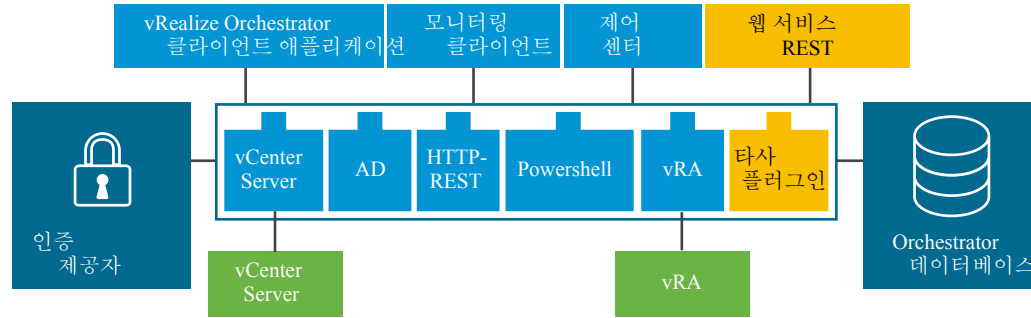 vRealize Orchestrator
클라이언트 애플리케이션
모니터링
클라이언트
제어
센터
웹 서비스
REST
인증
제공자
vCenter
Server
AD
HTTP-
REST
Powershell
vRA
타사
플러그인
Orchestrator
데이터베이스
vCenter
Server
vRA